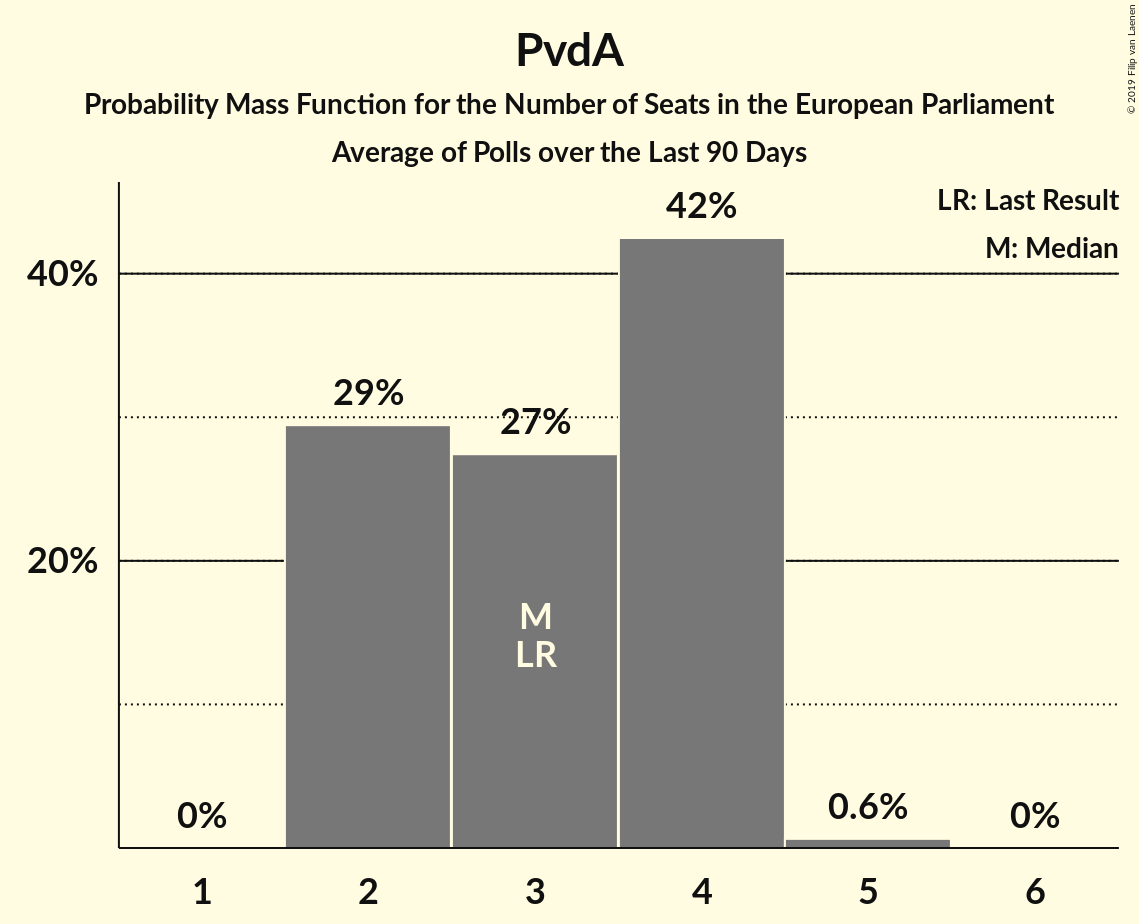 PvdA
Probability Mass Function for the Number of Seats in the European Parliament
Average of Polls over the Last 90 Days
© 2019 Filip van Laenen
LR: Last Result
M: Median
40%
20%
0%
29%
27%
42%
0.6%
0%
M
LR
1 2 3 4 5 6